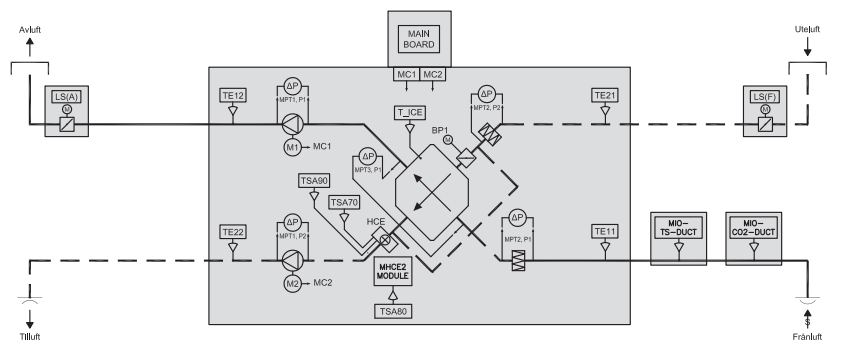 Avluft
MAIN
BOARD
Uteluft
MC1 MC2
LS(A)
M
TE12
ΔP
MPT1, P1
M1
MC1
T_ICE
ΔP
MPT2, P2
BP1
M
TE21
LS(F)
M
ΔP
MPT3, P1
TSA90
TSA70
HCE
TE22
ΔP
MPT1, P2
M2
MC2
MHCE2
MODULE
TSA80
ΔP
MPT2, P1
TE11
MIO-
TS-DUCT
MIO-
CO2-DUCT
Tilluft
Frånluft